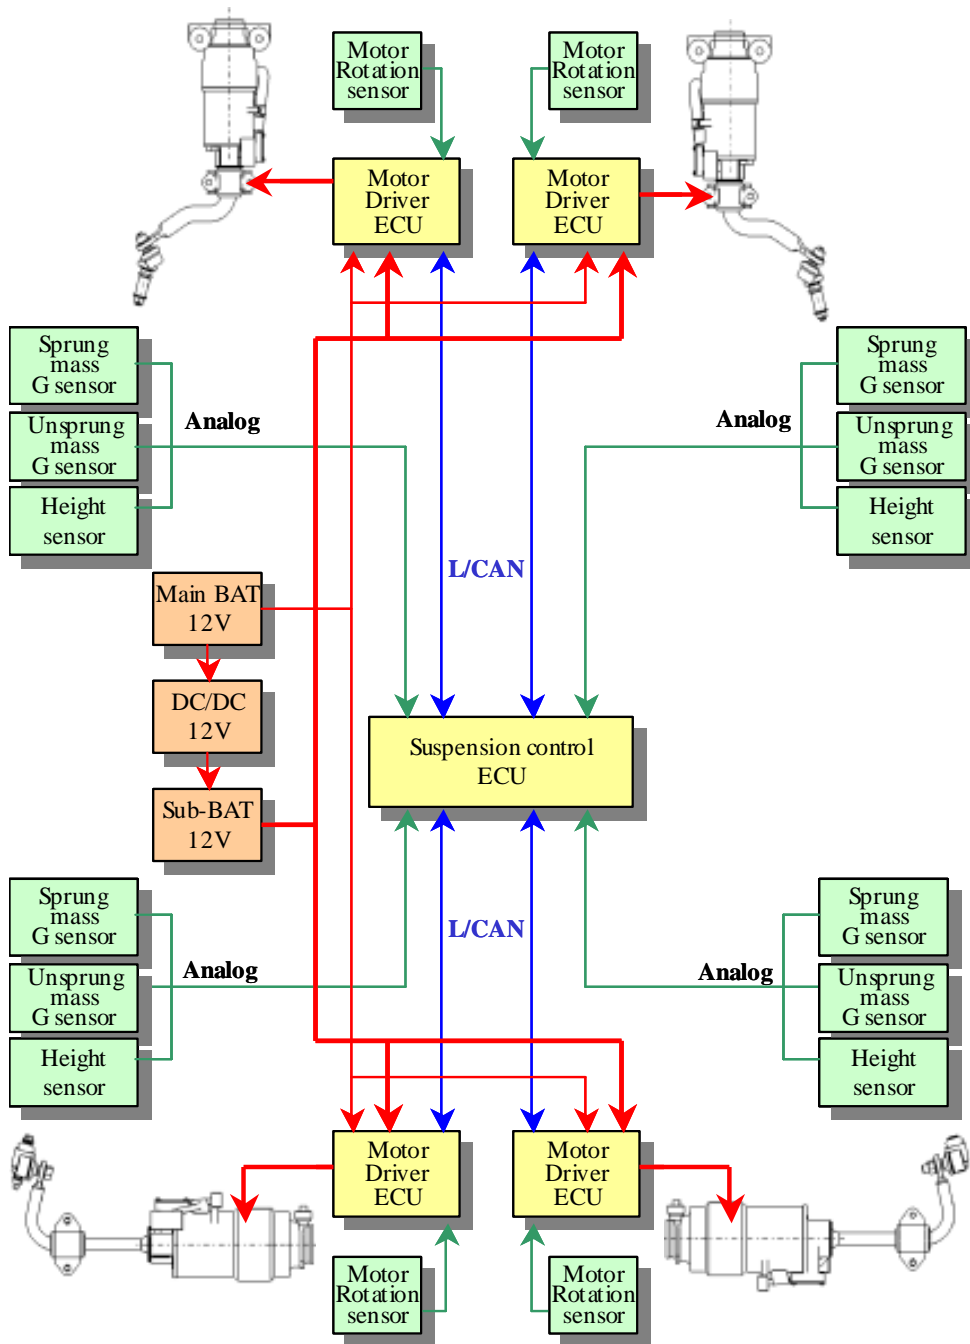 Motor
Rotation
sensor
Motor
Rotation
sensor
Motor
Driver
ECU
Motor
Driver
ECU
Sprung
mass
G sensor
Unsprung
mass
G sensor
Height
sensor
Analog
Analog
Sprung
mass
G sensor
Unsprung
mass
G sensor
Height
sensor
L/CAN
Main BAT
12V
DC/DC
12V
Sub-BAT
12V
Suspension control
ECU
Sprung
mass
G sensor
Unsprung
mass
G sensor
Height
sensor
Analog
L/CAN
Analog
Sprung
mass
G sensor
Unsprung
mass
G sensor
Height
sensor
Motor
Driver
ECU
Motor
Driver
ECU
Motor
Rotation
sensor
Motor
Rotation
sensor